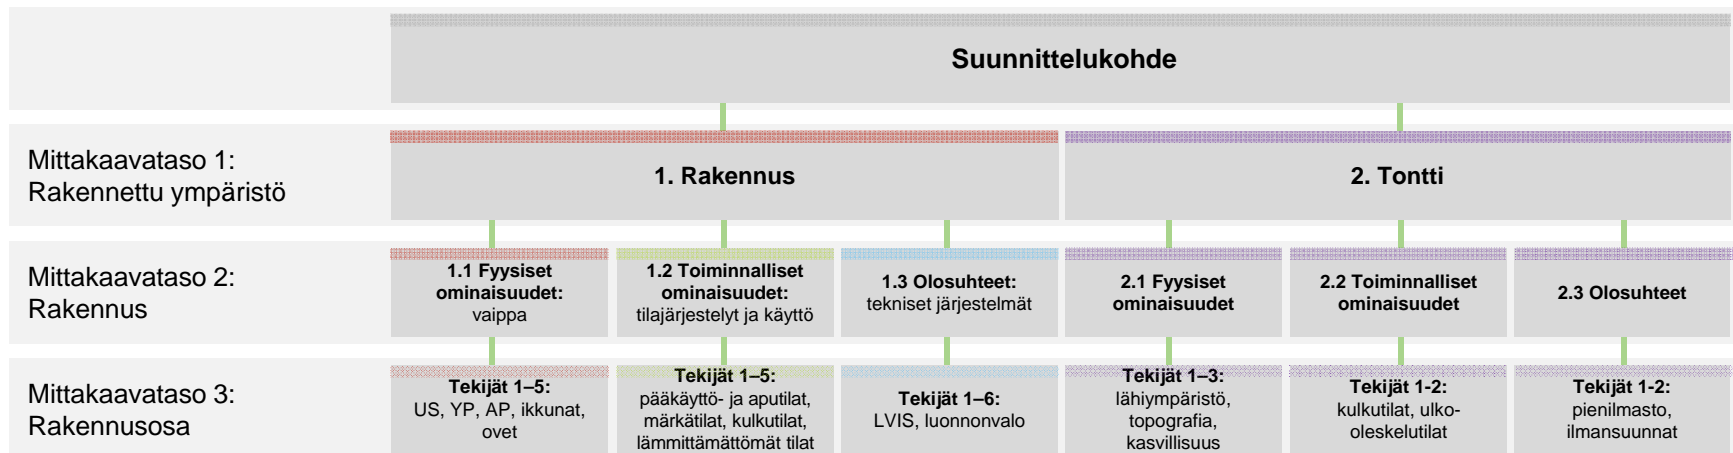 Suunnittelukohde
Mittakaavataso 1:
Rakennettu ympäristö
1. Rakennus
2. Tontti
Mittakaavataso 2:
Rakennus
1.1 Fyysiset
ominaisuudet:
vaippa
1.2 Toiminnalliset
ominaisuudet:
tilajärjestelyt ja käyttö
1.3 Olosuhteet:
tekniset järjestelmät
2.1 Fyysiset
ominaisuudet
2.2 Toiminnalliset
ominaisuudet
2.3 Olosuhteet
Mittakaavataso 3:
Rakennusosa
Tekijät 1–5:
US, YP, AP, ikkunat,
ovet
Tekijät 1–5:
pääkäyttö- ja aputilat,
märkätilat, kulkutilat,
lämmittämättömät tilat
Tekijät 1–6:
LVIS, luonnonvalo
Tekijät 1–3:
lähiympäristö,
topografia,
kasvillisuus
Tekijät 1-2:
kulkutilat, ulko-
oleskelutilat
Tekijät 1-2:
pienilmasto,
ilmansuunnat